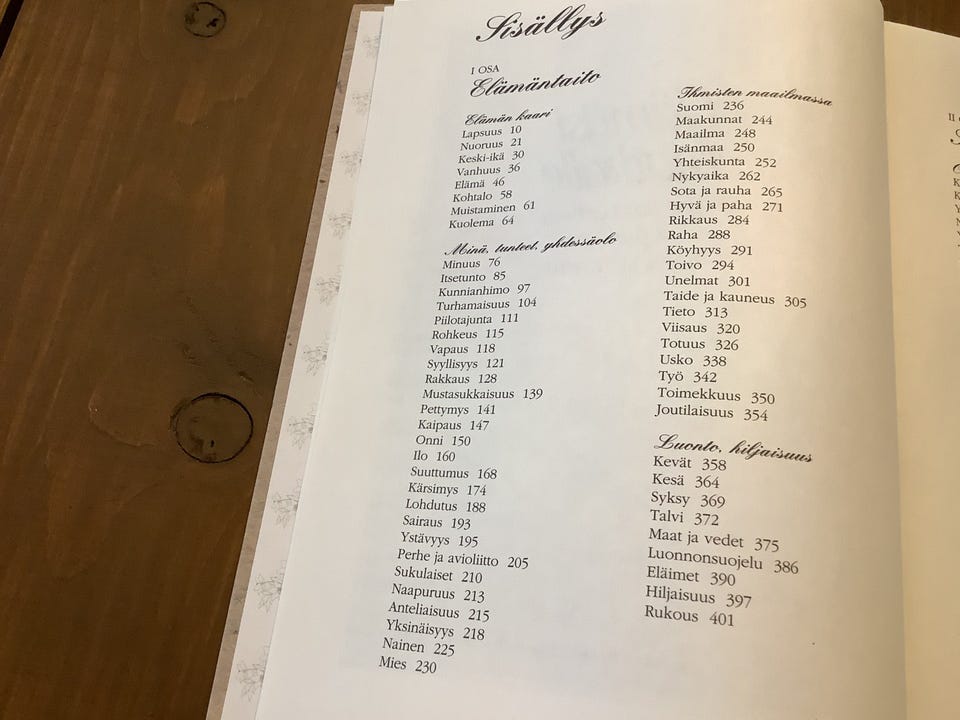 Sisällys
I OSA
Elämäntaito
Elämän kaari
Lapsuus 10
Nuoruus 21
Keski-ikä 30
Vanhuus 36
Elämä 46
Kohtalo 58
Muistaminen 61
Kuolema 64
Minä, tunteet, yhdessäolo
Minuus 76
Itsetunto 85
Kunnianhimo 97
Turhamaisuus 104
Piilotajunta 111
Rohkeus 115
Vapaus 118
Syyllisyys 121
Rakkaus 128
Mustasukkaisuus 139
Pettymys 141
Kaipaus 147
Onni 150
Ilo 160
Suuttumus 168
Kärsimys 174
Lohdutus 188
Sairaus 193
Ystävyys 195
Perhe ja avioliitto 205
Sukulaiset 210
Naapuruus 213
Anteliaisuus 215
Yksinäisyys 218
Nainen 225
Mies 230
Ihmisten maailmassa
Suomi 236
Maakunnat 244
Maailma 248
Isänmaa 250
Yhteiskunta 252
Nykyaika 262
Sota ja rauha 265
Hyvä ja paha 271
Rikkaus 284
Raha 288
Köyhyys 291
Toivo 294
Unelmat 301
Taide ja kauneus 305
Tieto 313
Viisaus 320
Totuus 326
Usko 338
Työ 342
Toimekkuus 350
Joutilaisuus 354
Luonto, hiljaisuus
Kevät 358
Kesä 364
Syksy 369
Talvi 372
Maat ja vedet 375
Luonnonsuojelu 386
Eläimet 390
Hiljaisuus 397
Rukous 401
II